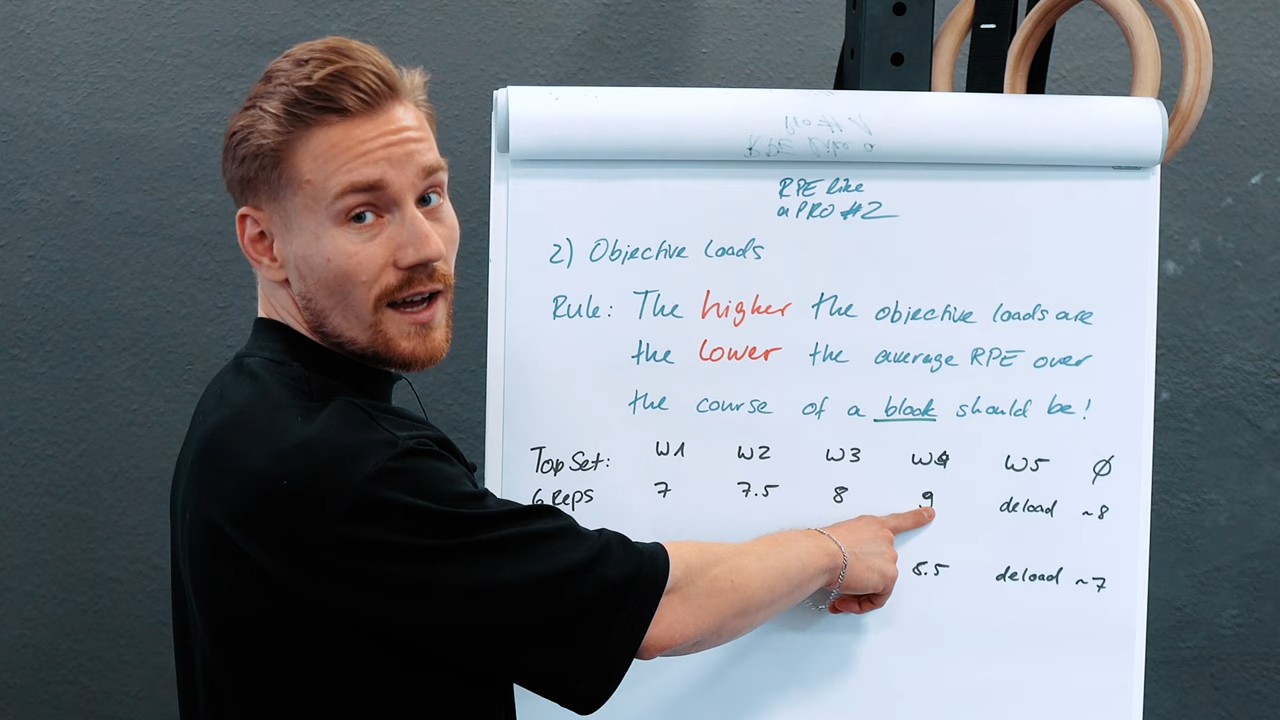 RPE like
a PRO #2
2) Objective Loads
Rule: The higher the objective loads are
the lower the average RPE over
the course of a block should be!
Top Set: W1 W2 W3 W4 W5 Ø
6 Reps 7 7.5 8 9 deload ~8
8.5 deload ~7